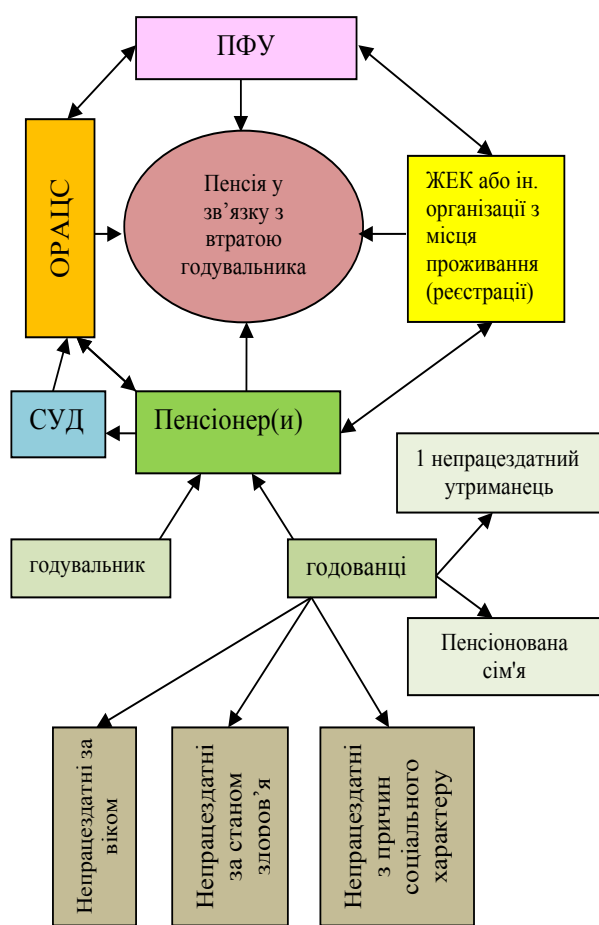 ПФУ
ОРАЦС
Пенсія у
зв’язку з
втратою
годувальника
ЖЕК або ін.
організації з
місця
проживання
(реєстрації)
СУД
Пенсіонер(и)
1 непрацездатний
утриманець
годувальник
годованці
Пенсіонована
сім'я
Непрацездатні за
віком
Непрацездатні
за станом
здоров’я
Непрацездатні
з причин
соціального
характеру